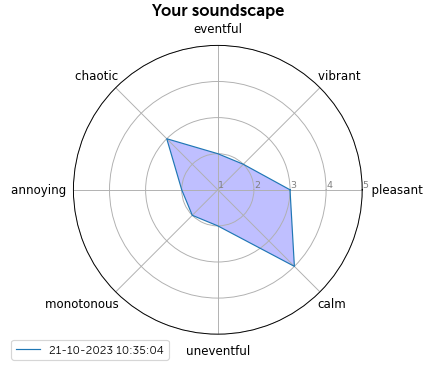 Your soundscape
eventful
chaotic
vibrant
annoying
1
2
3
4
5
pleasant
monotonous
calm
21-10-2023 10:35:04
uneventful